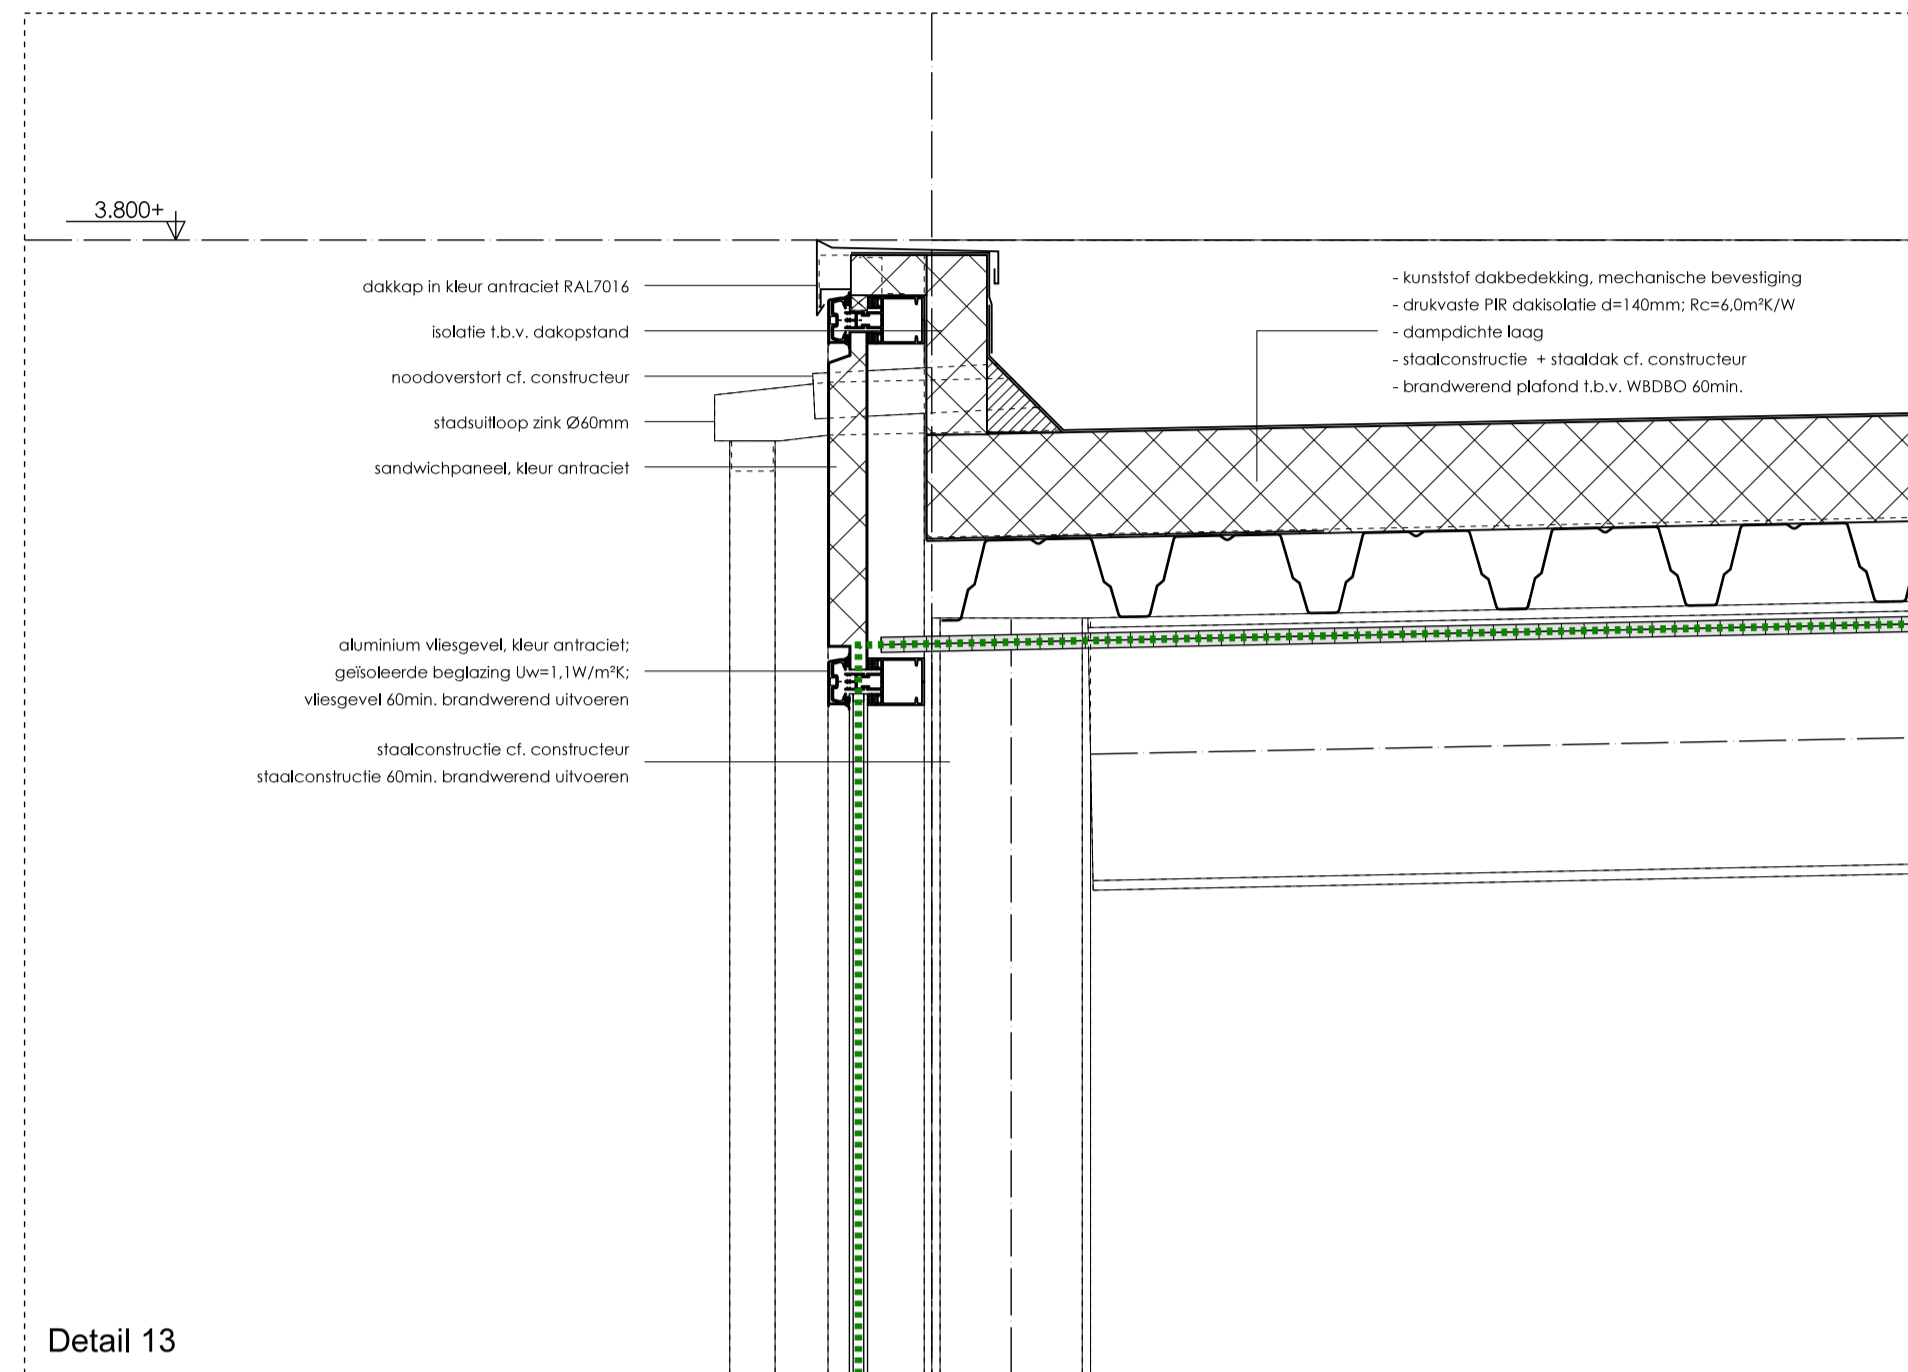 3.800+
dakkap in kleur antraciet RAL7016
isolatie t.b.v. dakopstand
noodoverstort cf. constructeur
stadsuitloop zink Ø60mm
sandwichpaneel, kleur antraciet
aluminium vliesgevel, kleur antraciet;
geïsoleerde beglazing Uw=1,1W/m²K;
vliesgevel 60min. brandwerend uitvoeren
staalconstructie cf. constructeur
staalconstructie 60min. brandwerend uitvoeren
- kunststof dakbedekking, mechanische bevestiging
- drukvaste PIR dakisolatie d=140mm; Rc=6,0m²K/W
- dampdichte laag
- staalconstructie + staaldak cf. constructeur
- brandwerend plafond t.b.v. WBDBO 60min.
Detail 13